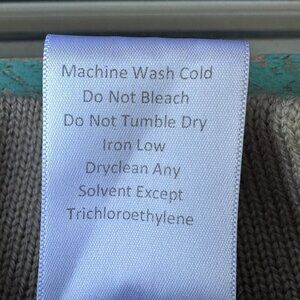 Machine Wash Cold
Do Not Bleach
Do Not Tumble Dry
Iron Low
Dryclean Any
Solvent Except
Trichloroethylene